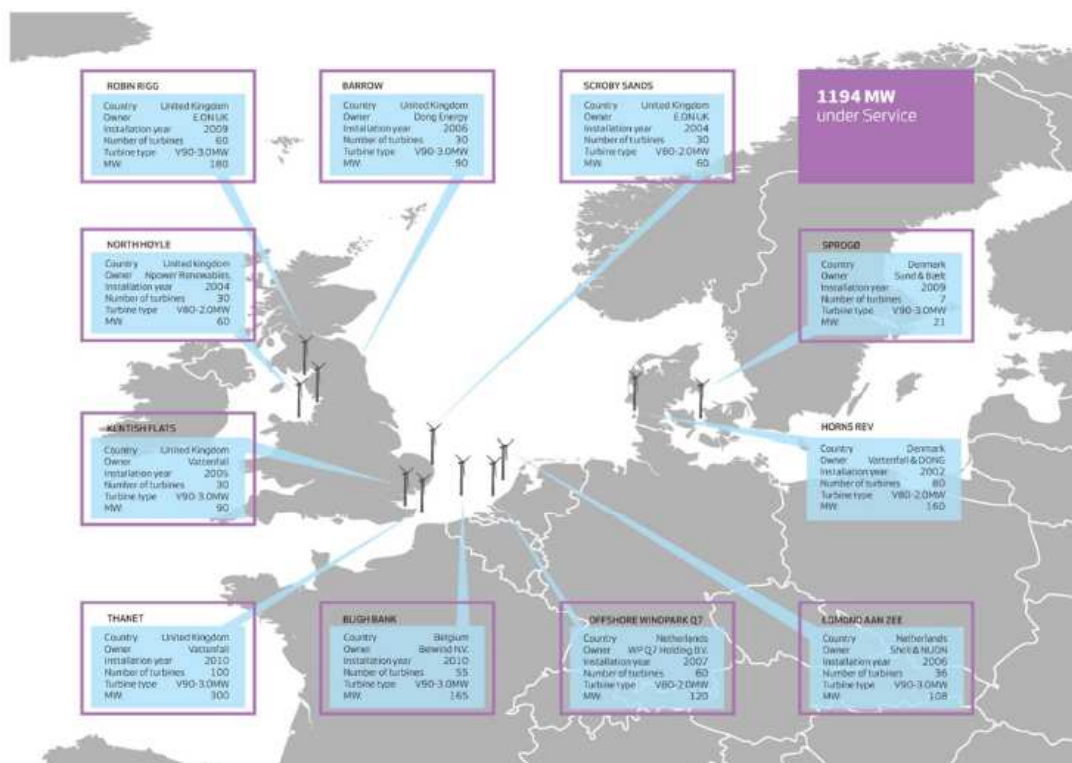 ROBIN RIGG
Country United Kingdom
Owner E.ON UK
Installation year 2009
Number of turbines 60
Turbine type V90-3.0MW
MW 180
BARROW
Country United Kingdom
Owner Dong Energy
Installation year 2006
Number of turbines 30
Turbine type V90-3.0MW
MW 90
SCROBY SANDS
Country United Kingdom
Owner E.ON UK
Installation year 2004
Number of turbines 30
Turbine type V80-2.0MW
MW 60
1194 MW
under Service
NORTH HOYLE
Country United Kingdom
Owner Npower Renewables
Installation year 2004
Number of turbines 30
Turbine type V80-2.0MW
MW 60
SPROGØ
Country Denmark
Owner Sund & Bælt
Installation year 2009
Number of turbines 7
Turbine type V90-3.0MW
MW 21
KENTISH FLATS
Country United Kingdom
Owner Vattenfall
Installation year 2005
Number of turbines 30
Turbine type V90-3.0MW
MW 90
HORNS REV
Country Denmark
Owner Vattenfall & DONG
Installation year 2002
Number of turbines 80
Turbine type V80-2.0MW
MW 160
THANET
Country United Kingdom
Owner Vattenfall
Installation year 2010
Number of turbines 100
Turbine type V90-3.0MW
MW 300
BLIGH BANK
Country Belgium
Owner Belwind N.V.
Installation year 2010
Number of turbines 55
Turbine type V90-3.0MW
MW 165
OFFSHORE WINDPARK Q7
Country Netherlands
Owner WP Q7 Holding B.V.
Installation year 2007
Number of turbines 60
Turbine type V80-2.0MW
MW 120
EGMOND AAN ZEE
Country Netherlands
Owner Shell & NUON
Installation year 2006
Number of turbines 36
Turbine type V90-3.0MW
MW 108